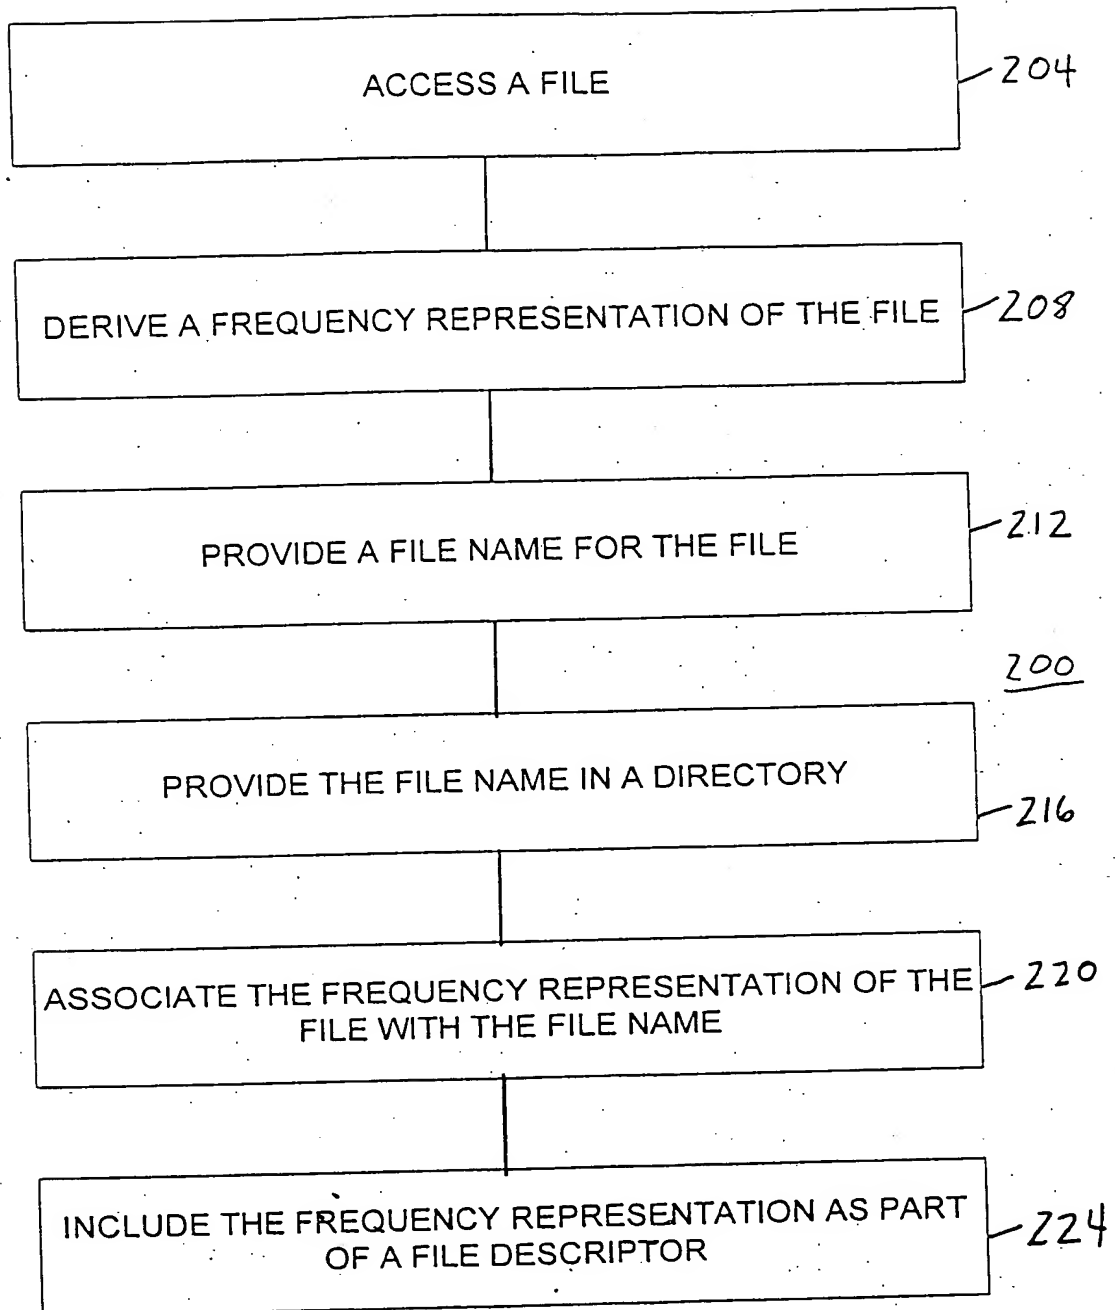 ACCESS A FILE
204
DERIVE A FREQUENCY REPRESENTATION OF THE FILE
208
PROVIDE A FILE NAME FOR THE FILE
212
200
PROVIDE THE FILE NAME IN A DIRECTORY
216
ASSOCIATE THE FREQUENCY REPRESENTATION OF THE
FILE WITH THE FILE NAME
220
INCLUDE THE FREQUENCY REPRESENTATION AS PART
OF A FILE DESCRIPTOR
224